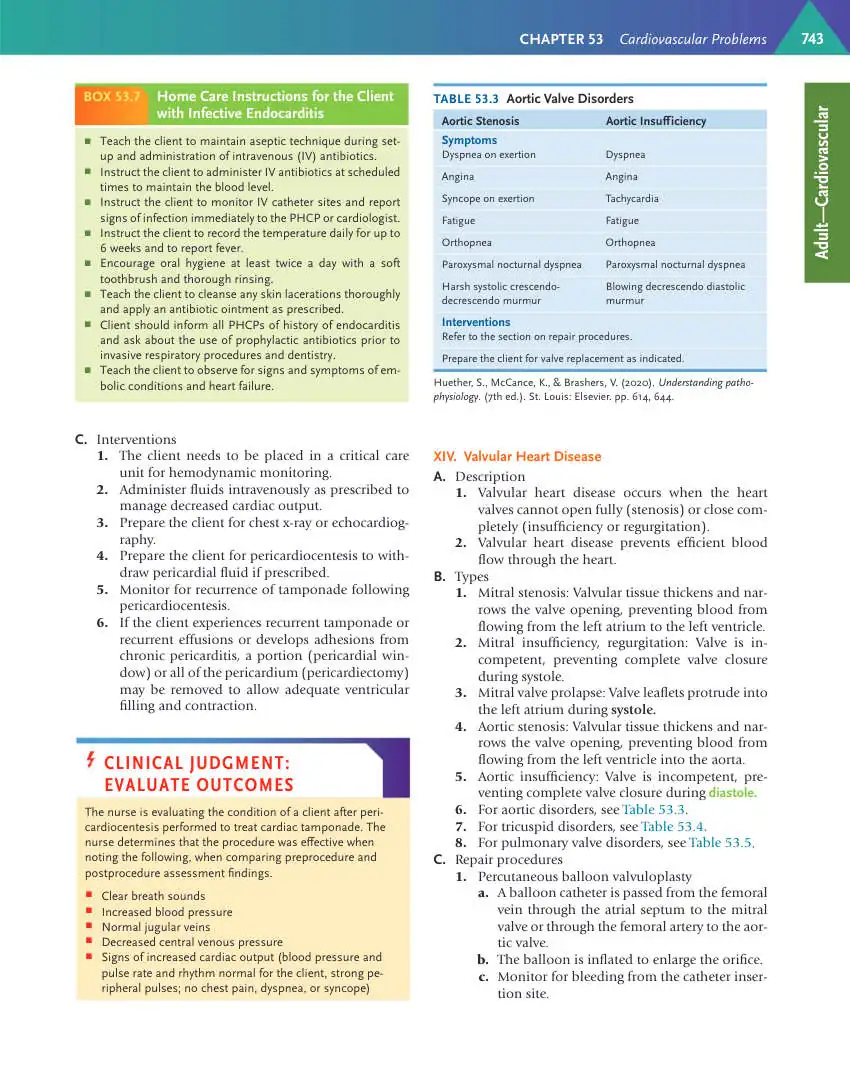 CHAPTER 53 Cardiovascular Problems 743
BOX 53.7 Home Care Instructions for the Client
with Infective Endocarditis
■ Teach the client to maintain aseptic technique during set-
up and administration of intravenous (IV) antibiotics.
■ Instruct the client to administer IV antibiotics at scheduled
times to maintain the blood level.
■ Instruct the client to monitor IV catheter sites and report
signs of infection immediately to the PHCP or cardiologist.
■ Instruct the client to record the temperature daily for up to
6 weeks and to report fever.
■ Encourage oral hygiene at least twice a day with a soft
toothbrush and thorough rinsing.
■ Teach the client to cleanse any skin lacerations thoroughly
and apply an antibiotic ointment as prescribed.
■ Client should inform all PHCPs of history of endocarditis
and ask about the use of prophylactic antibiotics prior to
invasive respiratory procedures and dentistry.
■ Teach the client to observe for signs and symptoms of em-
bolic conditions and heart failure.
C. Interventions
1. The client needs to be placed in a critical care
unit for hemodynamic monitoring.
2. Administer fluids intravenously as prescribed to
manage decreased cardiac output.
3. Prepare the client for chest x-ray or echocardiog-
raphy.
4. Prepare the client for pericardiocentesis to with-
draw pericardial fluid if prescribed.
5. Monitor for recurrence of tamponade following
pericardiocentesis.
6. If the client experiences recurrent tamponade or
recurrent effusions or develops adhesions from
chronic pericarditis, a portion (pericardial win-
dow) or all of the pericardium (pericardiectomy)
may be removed to allow adequate ventricular
filling and contraction.
CLINICAL JUDGMENT:
EVALUATE OUTCOMES
The nurse is evaluating the condition of a client after peri-
cardiocentesis performed to treat cardiac tamponade. The
nurse determines that the procedure was effective when
noting the following, when comparing preprocedure and
postprocedure assessment findings.
■ Clear breath sounds
■ Increased blood pressure
■ Normal jugular veins
■ Decreased central venous pressure
■ Signs of increased cardiac output (blood pressure and
pulse rate and rhythm normal for the client, strong pe-
ripheral pulses; no chest pain, dyspnea, or syncope)
TABLE 53.3 Aortic Valve Disorders
Aortic Stenosis Aortic Insufficiency
Symptoms
Dyspnea on exertion Dyspnea
Angina Angina
Syncope on exertion Tachycardia
Fatigue Fatigue
Orthopnea Orthopnea
Paroxysmal nocturnal dyspnea Paroxysmal nocturnal dyspnea
Harsh systolic crescendo- Blowing decrescendo diastolic
decrescendo murmur murmur
Interventions
Refer to the section on repair procedures.
Prepare the client for valve replacement as indicated.
Huether, S., McCance, K., & Brashers, V. (2020). Understanding patho-
physiology. (7th ed.). St. Louis: Elsevier. pp. 614, 644.
XIV. Valvular Heart Disease
A. Description
1. Valvular heart disease occurs when the heart
valves cannot open fully (stenosis) or close com-
pletely (insufficiency or regurgitation).
2. Valvular heart disease prevents efficient blood
flow through the heart.
B. Types
1. Mitral stenosis: Valvular tissue thickens and nar-
rows the valve opening, preventing blood from
flowing from the left atrium to the left ventricle.
2. Mitral insufficiency, regurgitation: Valve is in-
competent, preventing complete valve closure
during systole.
3. Mitral valve prolapse: Valve leaflets protrude into
the left atrium during systole.
4. Aortic stenosis: Valvular tissue thickens and nar-
rows the valve opening, preventing blood from
flowing from the left ventricle into the aorta.
5. Aortic insufficiency: Valve is incompetent, pre-
venting complete valve closure during diastole.
6. For aortic disorders, see Table 53.3.
7. For tricuspid disorders, see Table 53.4.
8. For pulmonary valve disorders, see Table 53.5.
C. Repair procedures
1. Percutaneous balloon valvuloplasty
a. A balloon catheter is passed from the femoral
vein through the atrial septum to the mitral
valve or through the femoral artery to the aor-
tic valve.
b. The balloon is inflated to enlarge the orifice.
c. Monitor for bleeding from the catheter inser-
tion site.
Adult—Cardiovascular